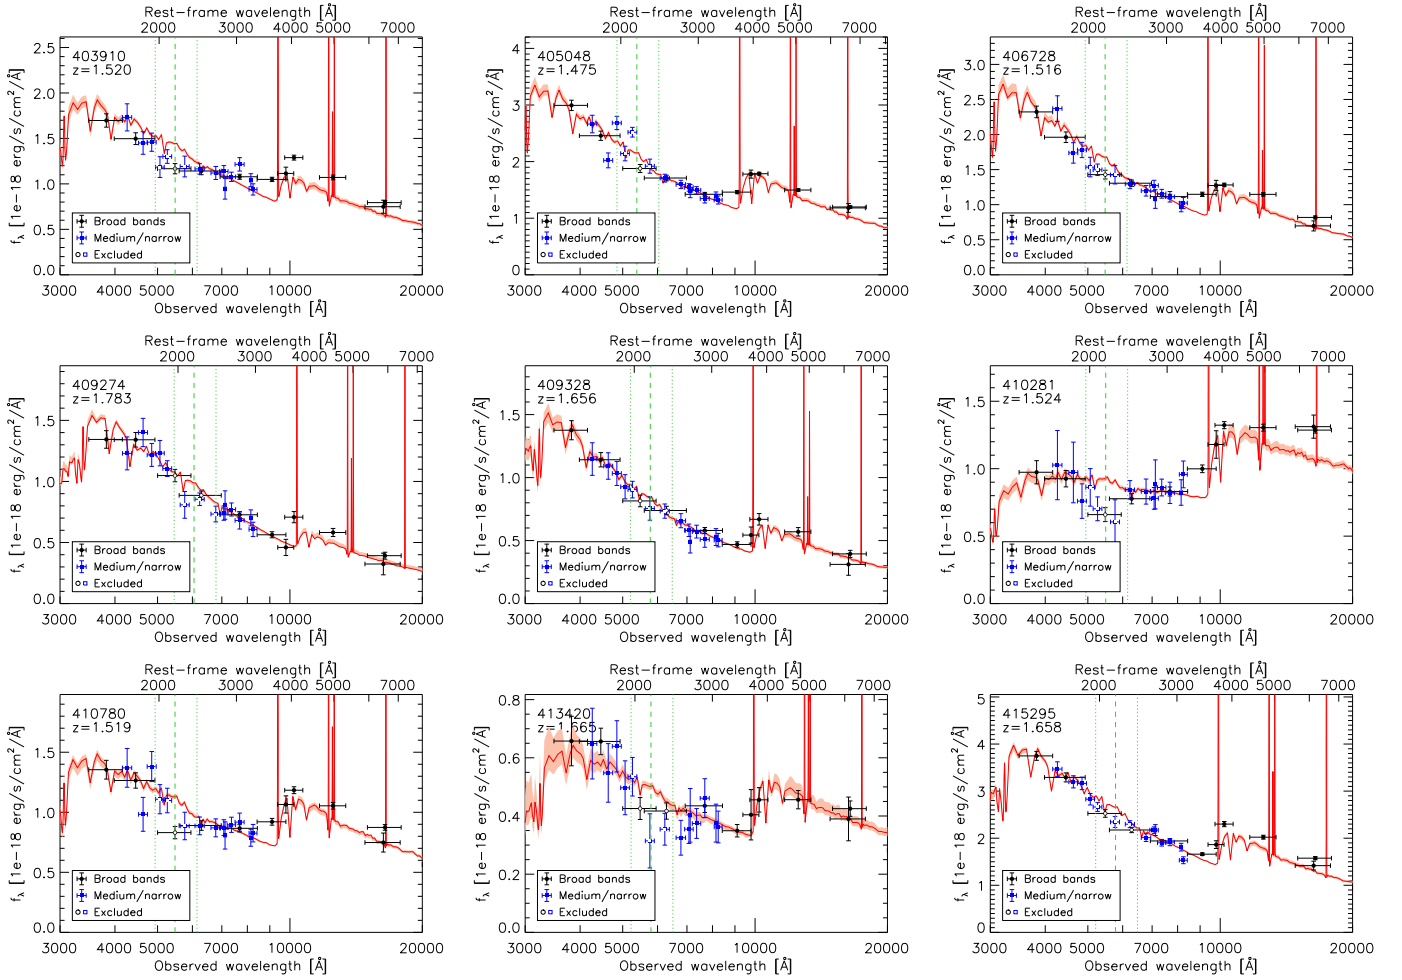 Rest-frame wavelength [Å]
2000 3000 4000 5000 7000
403910
z=1.520
2.5
2.0
1.5
1.0
0.5
0.0
fλ [1e-18 erg/s/cm²/Å]
Broad bands
Medium/narrow
Excluded
3000 4000 5000 7000 10000 20000
Observed wavelength [Å]
Rest-frame wavelength [Å]
2000 3000 4000 5000 7000
405048
z=1.475
4
3
2
1
0
fλ [1e-18 erg/s/cm²/Å]
Broad bands
Medium/narrow
Excluded
3000 4000 5000 7000 10000 20000
Observed wavelength [Å]
Rest-frame wavelength [Å]
2000 3000 4000 5000 7000
406728
z=1.516
3.0
2.5
2.0
1.5
1.0
0.5
0.0
fλ [1e-18 erg/s/cm²/Å]
Broad bands
Medium/narrow
Excluded
3000 4000 5000 7000 10000 20000
Observed wavelength [Å]
Rest-frame wavelength [Å]
2000 3000 4000 5000 7000
409274
z=1.783
1.5
1.0
0.5
0.0
fλ [1e-18 erg/s/cm²/Å]
Broad bands
Medium/narrow
Excluded
3000 4000 5000 7000 10000 20000
Observed wavelength [Å]
Rest-frame wavelength [Å]
2000 3000 4000 5000 7000
409328
z=1.656
1.5
1.0
0.5
0.0
fλ [1e-18 erg/s/cm²/Å]
Broad bands
Medium/narrow
Excluded
3000 4000 5000 7000 10000 20000
Observed wavelength [Å]
Rest-frame wavelength [Å]
2000 3000 4000 5000 7000
410281
z=1.524
1.5
1.0
0.5
0.0
fλ [1e-18 erg/s/cm²/Å]
Broad bands
Medium/narrow
Excluded
3000 4000 5000 7000 10000 20000
Observed wavelength [Å]
Rest-frame wavelength [Å]
2000 3000 4000 5000 7000
410780
z=1.519
1.5
1.0
0.5
0.0
fλ [1e-18 erg/s/cm²/Å]
Broad bands
Medium/narrow
Excluded
3000 4000 5000 7000 10000 20000
Observed wavelength [Å]
Rest-frame wavelength [Å]
2000 3000 4000 5000 7000
413420
z=1.665
0.8
0.6
0.4
0.2
0.0
fλ [1e-18 erg/s/cm²/Å]
Broad bands
Medium/narrow
Excluded
3000 4000 5000 7000 10000 20000
Observed wavelength [Å]
Rest-frame wavelength [Å]
2000 3000 4000 5000 7000
415295
z=1.658
5
4
3
2
1
0
fλ [1e-18 erg/s/cm²/Å]
Broad bands
Medium/narrow
Excluded
3000 4000 5000 7000 10000 20000
Observed wavelength [Å]